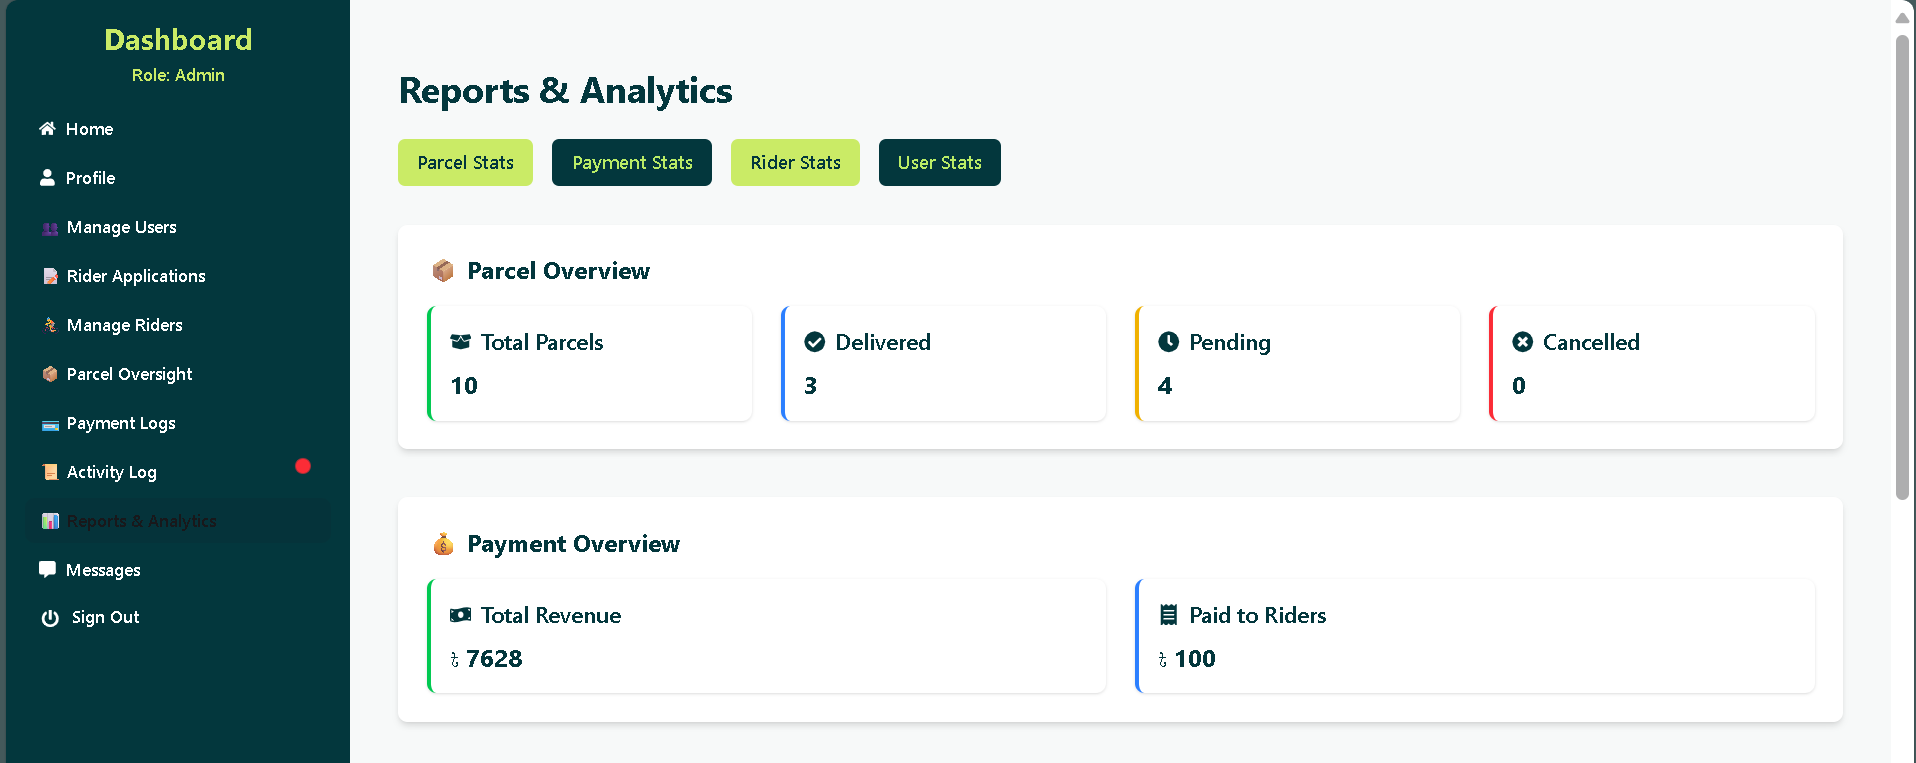 Dashboard
Role: Admin
Home
Profile
Manage Users
Rider Applications
Manage Riders
Parcel Oversight
Payment Logs
Activity Log
Reports & Analytics
Messages
Sign Out
Reports & Analytics
Parcel Stats
Payment Stats
Rider Stats
User Stats
Parcel Overview
Total Parcels
10
Delivered
3
Pending
4
Cancelled
0
Payment Overview
Total Revenue
৳ 7628
Paid to Riders
৳ 100